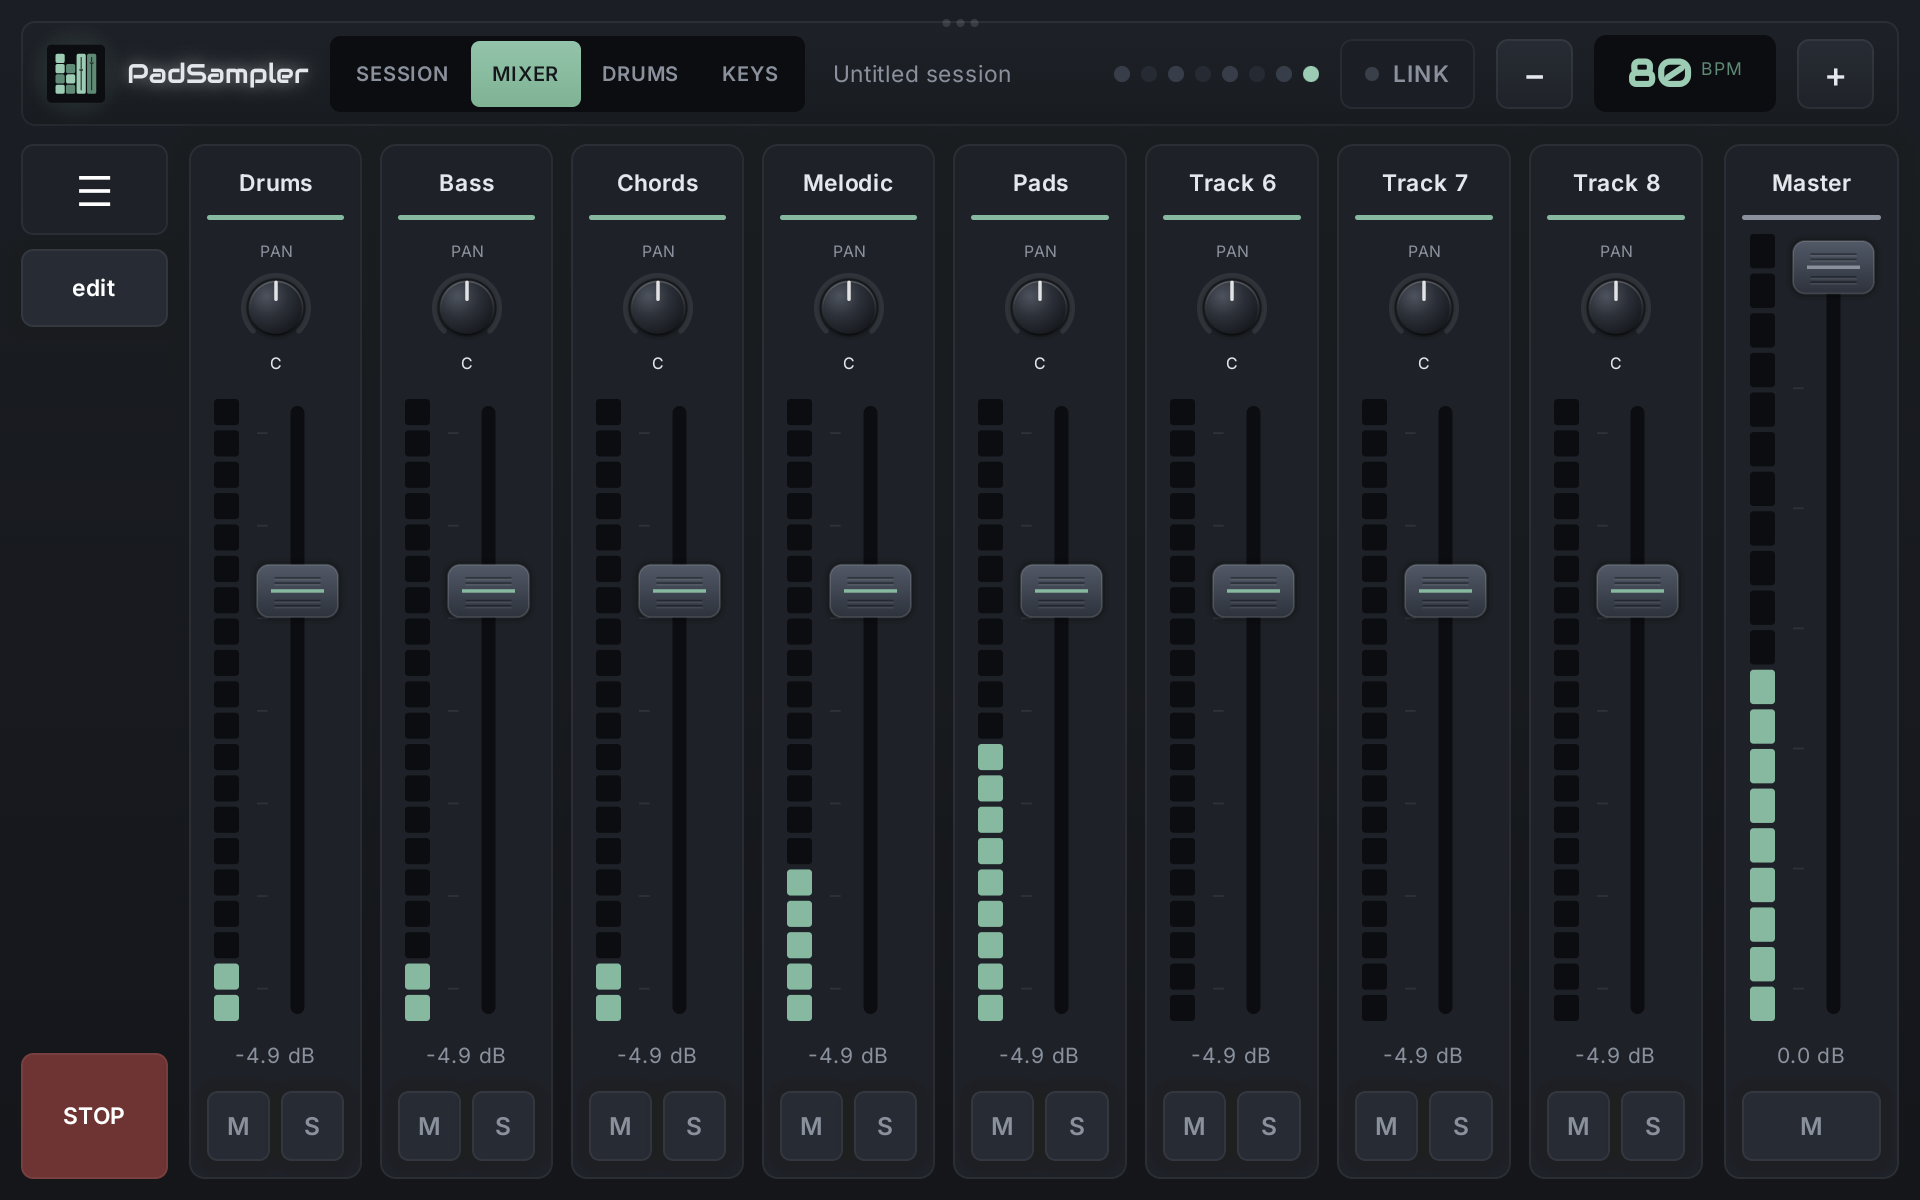 PadSampler
SESSION MIXER DRUMS KEYS
Untitled session
LINK
−
80 BPM
+
edit
Drums Bass Chords Melodic Pads Track 6 Track 7 Track 8 Master
PAN PAN PAN PAN PAN PAN PAN PAN
C C C C C C C C
-4.9 dB -4.9 dB -4.9 dB -4.9 dB -4.9 dB -4.9 dB -4.9 dB -4.9 dB 0.0 dB
STOP
M S M S M S M S M S M S M S M S M